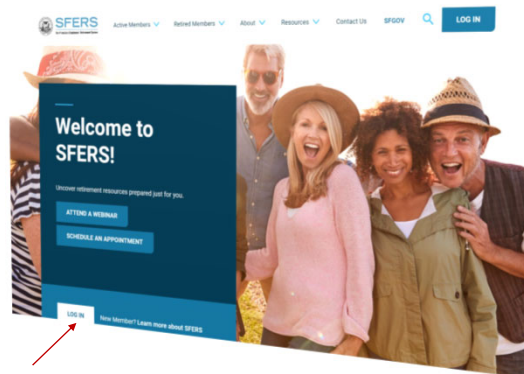 SFERS
Active Members
Retired Members
About
Resources
Contact Us
SFGOV
LOG IN
Welcome to
SFERS!
Uncover retirement resources prepared just for you.
ATTEND A WEBINAR
SCHEDULE AN APPOINTMENT
LOG IN
New Member? Learn more about SFERS